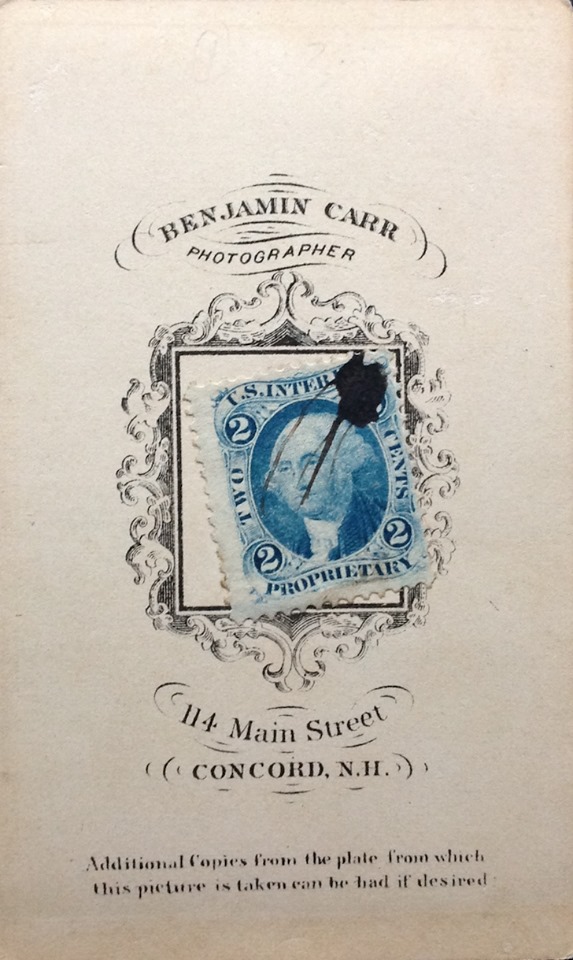 BENJAMIN CARR
PHOTOGRAPHER
U.S. INTER
2
TWO
CENTS
2
2
PROPRIETARY
114 Main Street
CONCORD, N.H.
Additional Copies from the plate from which
this picture is taken can be had if desired